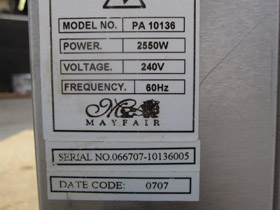 MODEL NO. PA 10136
POWER. 2550W
VOLTAGE. 240V
FREQUENCY. 60Hz
MAYFAIR
SERIAL NO.066707-10136005
DATE CODE: 0707